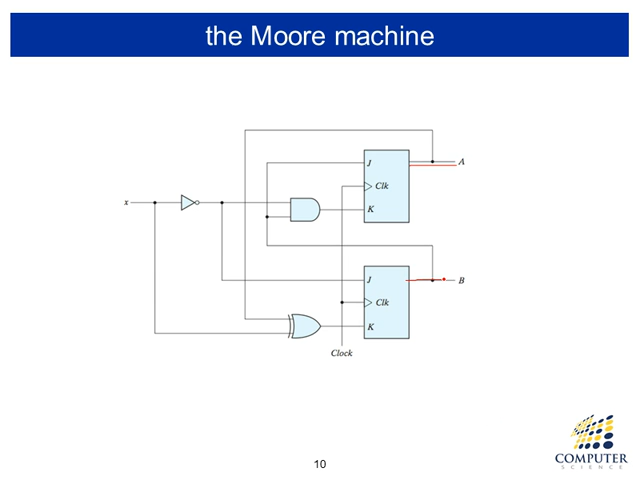 the Moore machine
J
A
Clk
x
K
J
B
Clk
K
Clock
COMPUTER
SCIENCE
10